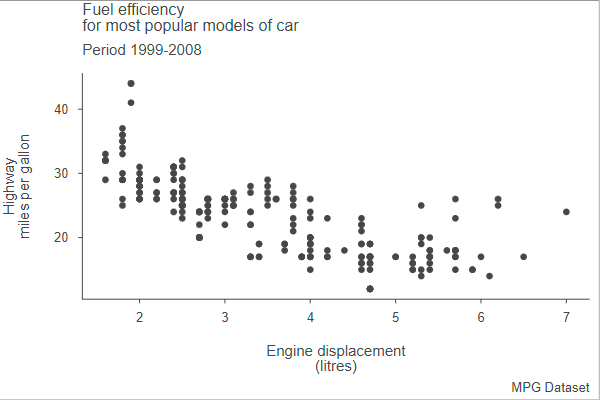 Fuel efficiency
for most popular models of car
Period 1999-2008
Highway
miles per gallon
40
30
20
2 3 4 5 6 7
Engine displacement
(litres)
MPG Dataset